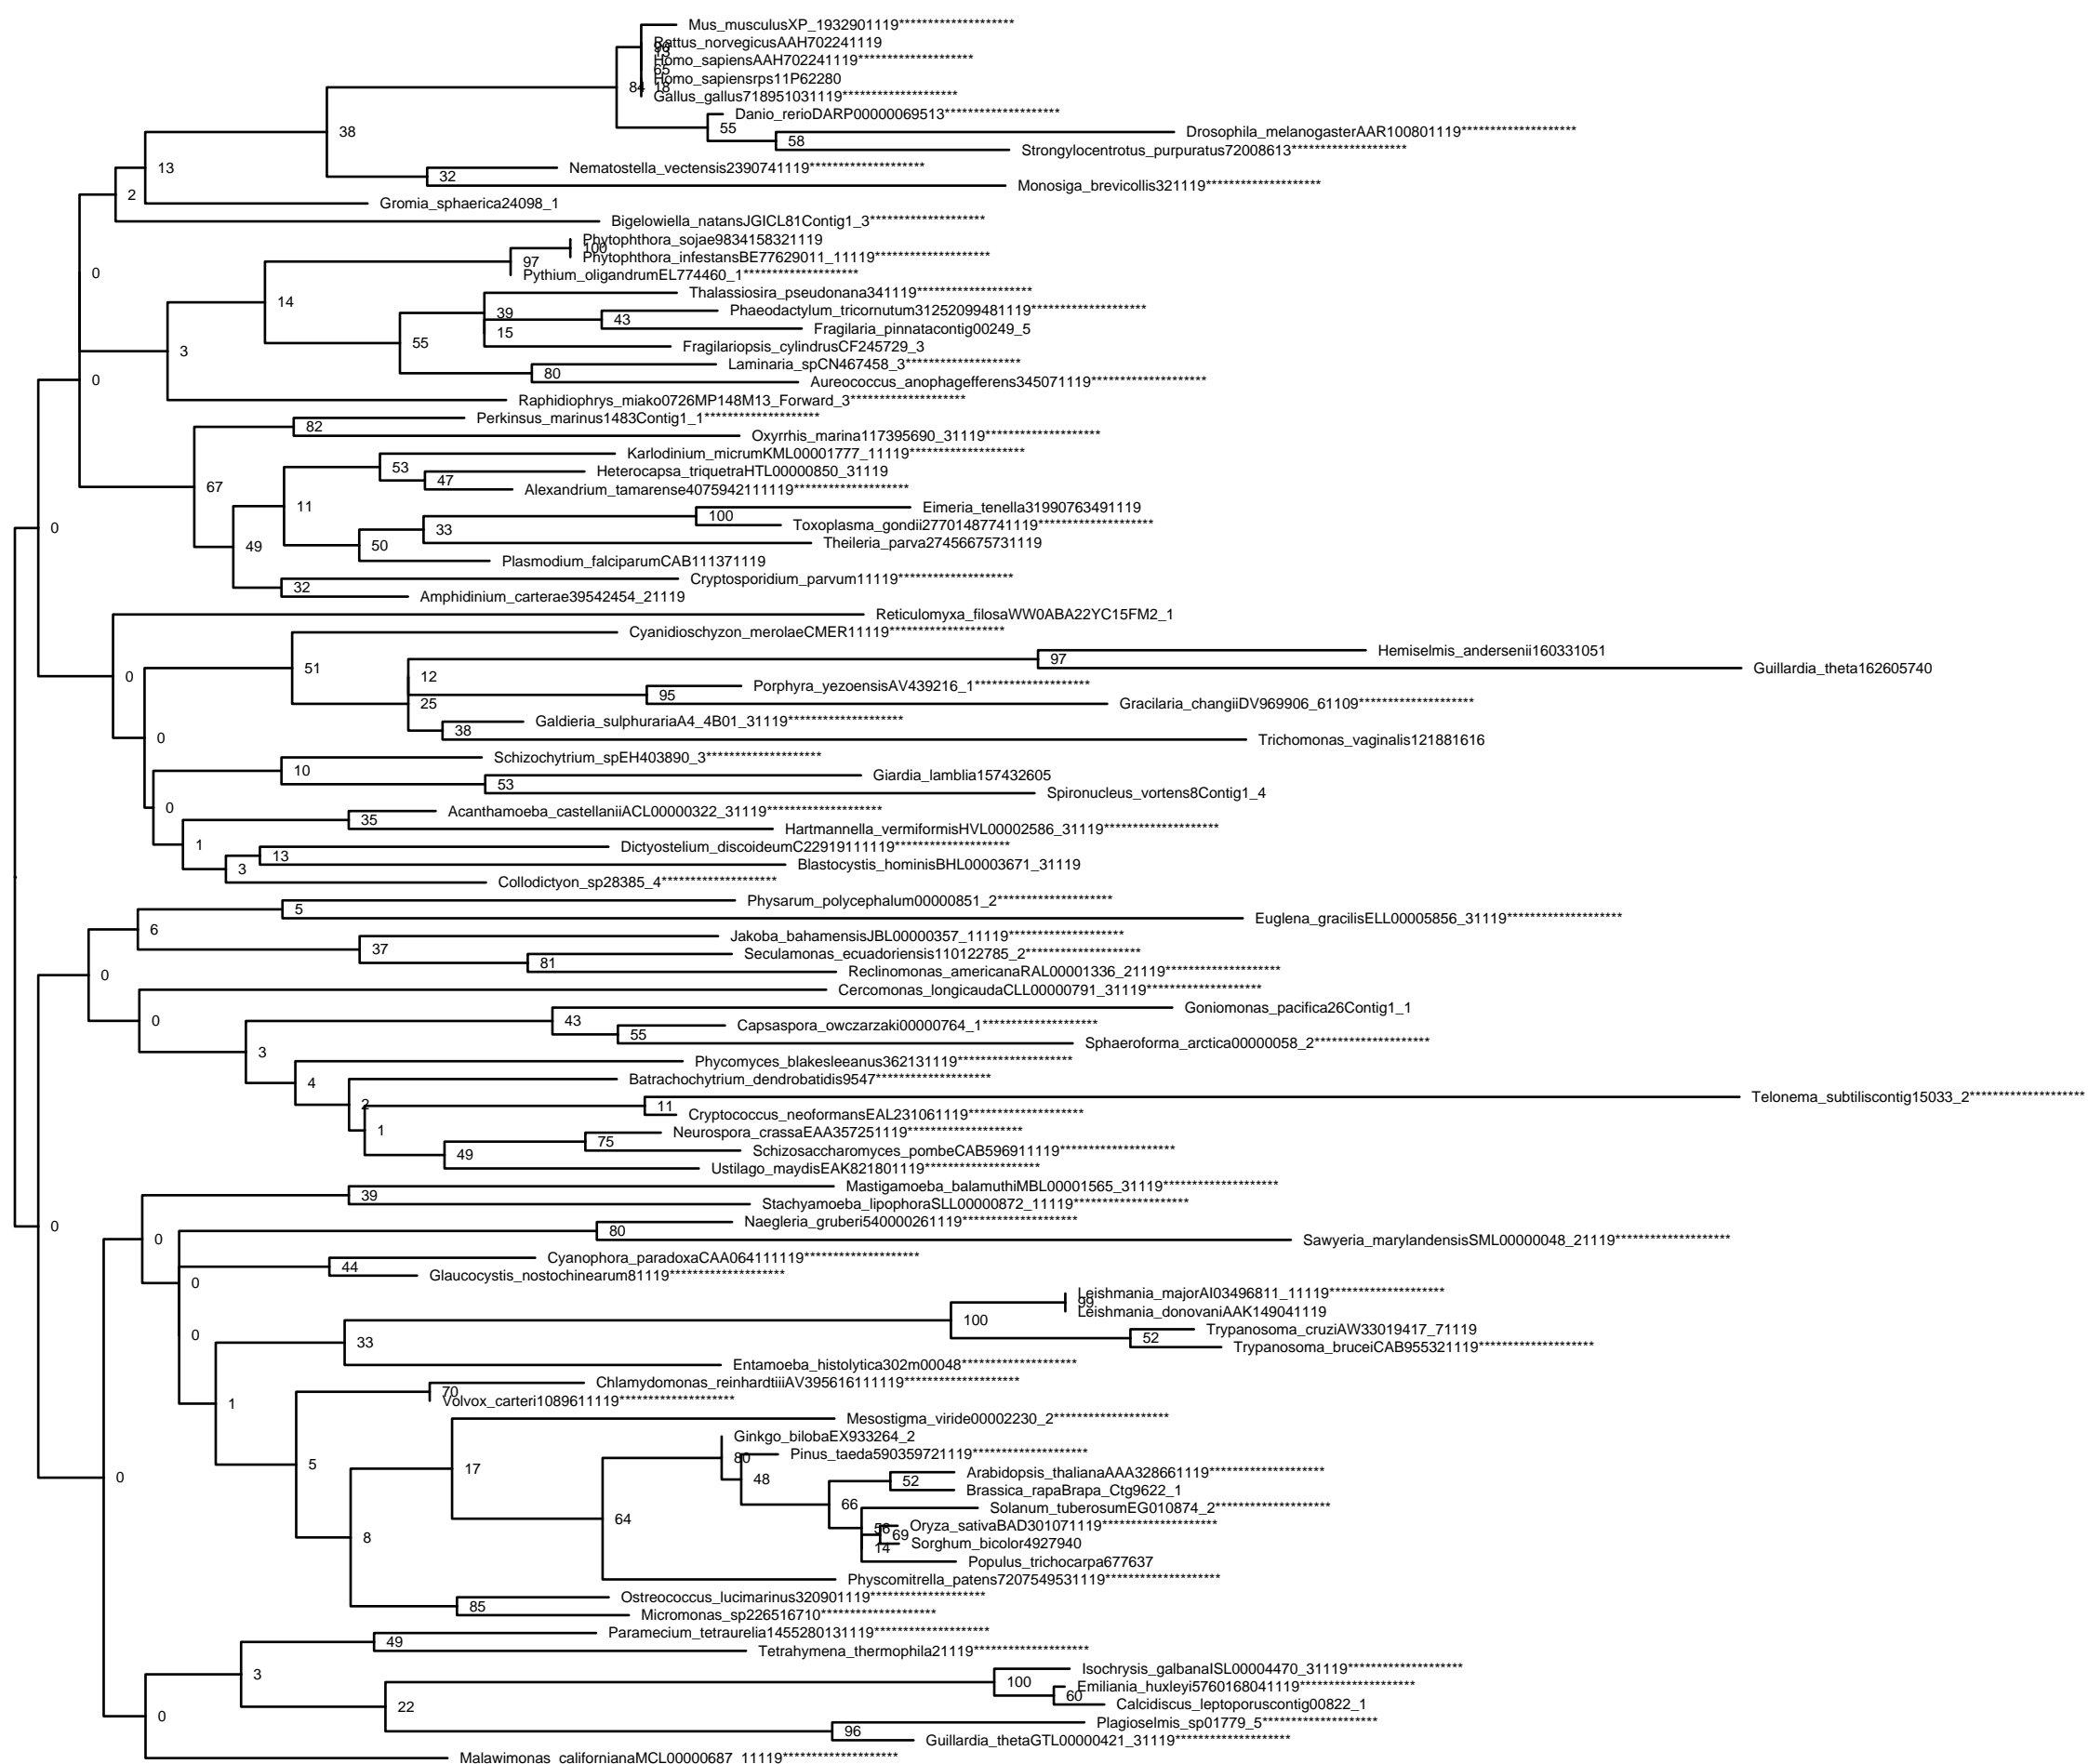 Mus_musculusXP_1932901119********************
Rattus_norvegicusAAH702241119
Homo_sapiensAAH702241119********************
Homo_sapiensrps11P62280
84 18
Gallus_gallus718951031119********************
Danio_rerioDARP00000069513********************
55
Drosophila_melanogasterAAR100801119********************
38
58
Strongylocentrotus_purpuratus72008613********************
13
Nematostella_vectensis2390741119********************
32
Monosiga_brevicollis321119********************
2
Gromia_sphaerica24098_1
Bigelowiella_natansJGICL81Contig1_3********************
Phytophthora_sojae9834158321119
100
Phytophthora_infestansBE77629011_11119********************
97
0
Pythium_oligandrumEL774460_1********************
Thalassiosira_pseudonana341119********************
14
Phaeodactylum_tricornutum31252099481119********************
39
43
Fragilaria_pinnatacontig00249_5
15
55
Fragilariopsis_cylindrusCF245729_3
3
Laminaria_spCN467458_3********************
80
0
Aureococcus_anophagefferens345071119********************
Raphidiophrys_miako0726MP148M13_Forward_3********************
Perkinsus_marinus1483Contig1_1********************
82
Oxyrrhis_marina117395690_31119********************
Karlodinium_micrumKML00001777_11119********************
53
Heterocapsa_triquetraHTL00000850_31119
47
67
Alexandrium_tamarense4075942111119********************
11
Eimeria_tenella31990763491119
100
Toxoplasma_gondii27701487741119********************
0
33
Theileria_parva27456675731119
49
50
Plasmodium_falciparumCAB111371119
Cryptosporidium_parvum11119********************
32
Amphidinium_carterae39542454_21119
Reticulomyxa_filosaWW0ABA22YC15FM2_1
Cyanidioschyzon_merolaeCMER11119********************
Hemiselmis_andersenii160331051
97
51
Guillardia_theta162605740
0
12
Porphyra_yezoensisAV439216_1********************
95
25
Gracilaria_changiiDV969906_61109********************
Galdieria_sulphurariaA4_4B01_31119********************
38
0
Trichomonas_vaginalis121881616
Schizochytrium_spEH403890_3********************
10
Giardia_lamblia157432605
53
Spironucleus_vortens8Contig1_4
0
Acanthamoeba_castellaniiACL00000322_31119********************
35
Hartmannella_vermiformisHVL00002586_31119********************
1
Dictyostelium_discoideumC22919111119********************
13
Blastocystis_hominisBHL00003671_31119
3
Collodictyon_sp28385_4********************
Physarum_polycephalum00000851_2********************
5
Euglena_gracilisELL00005856_31119********************
6
Jakoba_bahamensisJBL00000357_11119********************
37
Seculamonas_ecuadoriensis110122785_2********************
81
Reclinomonas_americanaRAL00001336_21119********************
0
Cercomonas_longicaudaCLL00000791_31119********************
Goniomonas_pacifica26Contig1_1
0
43
Capsaspora_owczarzaki00000764_1********************
55
Sphaeroforma_arctica00000058_2********************
3
Phycomyces_blakesleeanus362131119********************
4
Batrachochytrium_dendrobatidis9547********************
Telonema_subtiliscontig15033_2********************
2
11
Cryptococcus_neoformansEAL231061119********************
1
Neurospora_crassaEAA357251119********************
75
Schizosaccharomyces_pombeCAB596911119********************
49
Ustilago_maydisEAK821801119********************
Mastigamoeba_balamuthiMBL00001565_31119********************
39
Stachyamoeba_lipophoraSLL00000872_11119********************
0
Naegleria_gruberi540000261119********************
80
0
Sawyeria_marylandensisSML00000048_21119********************
Cyanophora_paradoxaCAA064111119********************
44
Glaucocystis_nostochinearum81119********************
0
Leishmania_majorAI03496811_11119********************
99
Leishmania_donovaniAAK149041119
100
Trypanosoma_cruziAW33019417_71119
0
52
33
Trypanosoma_bruceiCAB955321119********************
Entamoeba_histolytica302m00048********************
Chlamydomonas_reinhardtiiiAV395616111119********************
70
1
Volvox_carteri1089611119********************
Mesostigma_viride00002230_2********************
Ginkgo_bilobaEX933264_2
5
17
80
Pinus_taeda590359721119********************
0
48
Arabidopsis_thalianaAAA328661119********************
52
Brassica_rapaBrapa_Ctg9622_1
66
Solanum_tuberosumEG010874_2********************
64
Oryza_sativaBAD301071119********************
56 69
8
Sorghum_bicolor4927940
14
Populus_trichocarpa677637
Physcomitrella_patens7207549531119********************
Ostreococcus_lucimarinus320901119********************
85
Micromonas_sp226516710********************
Paramecium_tetraurelia1455280131119********************
49
Tetrahymena_thermophila21119********************
3
Isochrysis_galbanaISL00004470_31119********************
100
Emiliania_huxleyi5760168041119********************
60
22
Calcidiscus_leptoporuscontig00822_1
0
Plagioselmis_sp01779_5********************
96
Guillardia_thetaGTL00000421_31119********************
Malawimonas_californianaMCL00000687_11119********************